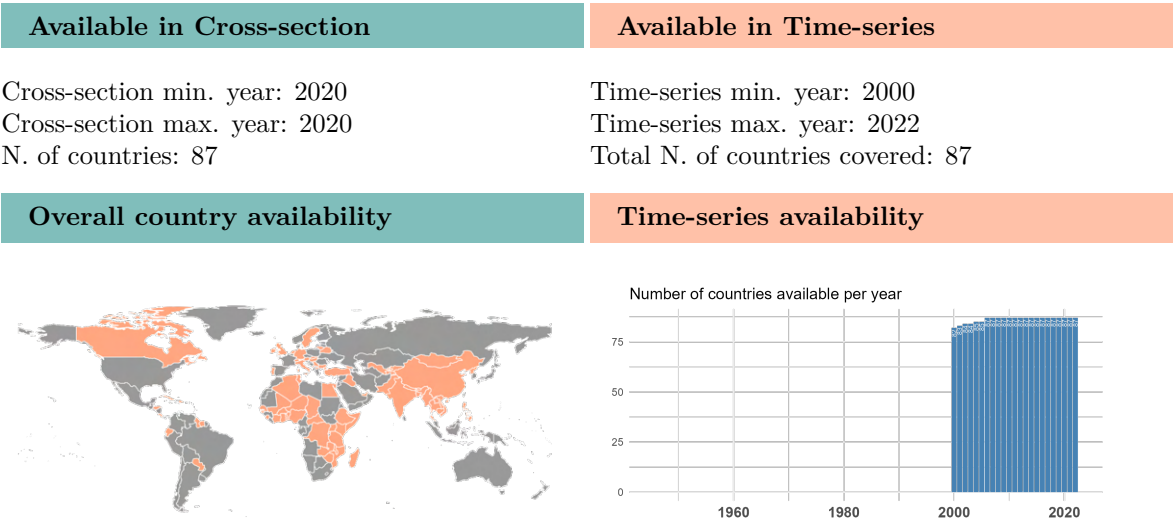 Available in Cross-section
Cross-section min. year: 2020
Cross-section max. year: 2020
N. of countries: 87
Available in Time-series
Time-series min. year: 2000
Time-series max. year: 2022
Total N. of countries covered: 87
Overall country availability
Time-series availability
Number of countries available per year
75
50
25
0
1960
1980
2000
2020